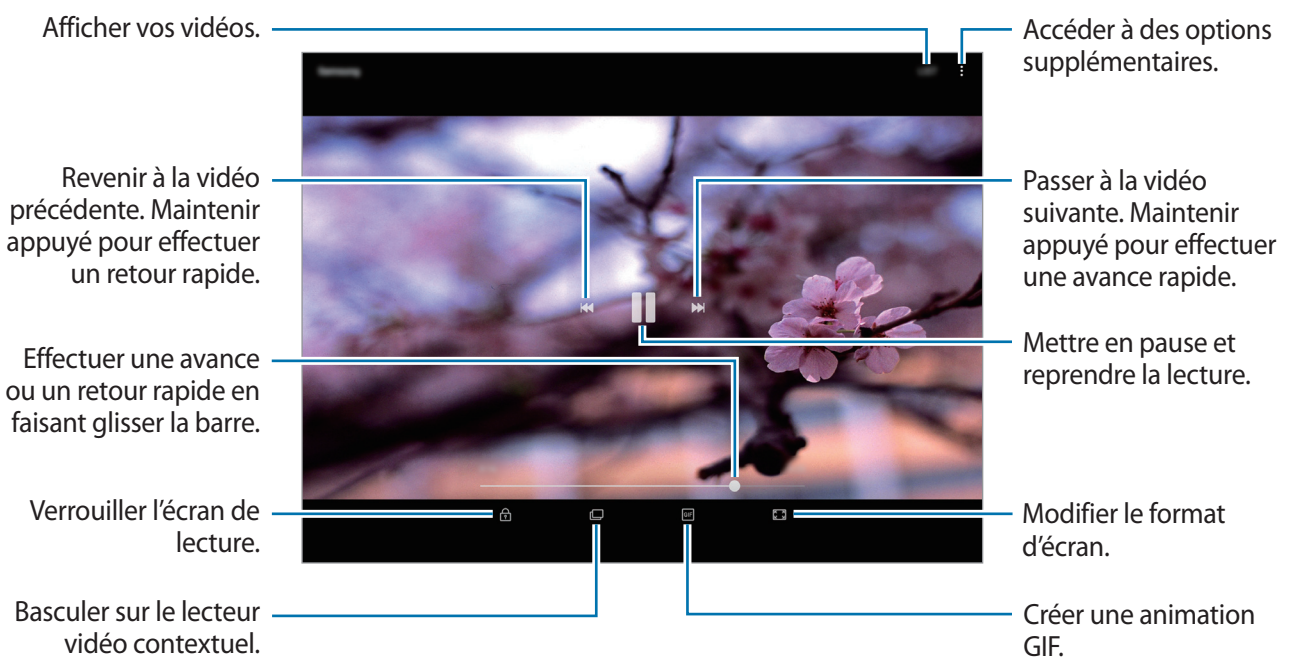 Afficher vos vidéos.
Accéder à des options
supplémentaires.
Samsung
Revenir à la vidéo
précédente. Maintenir
appuyé pour effectuer
un retour rapide.
Passer à la vidéo
suivante. Maintenir
appuyé pour effectuer
une avance rapide.
Effectuer une avance
ou un retour rapide en
faisant glisser la barre.
Mettre en pause et
reprendre la lecture.
Verrouiller l’écran de
lecture.
GIF
Modifier le format
d’écran.
Basculer sur le lecteur
vidéo contextuel.
Créer une animation
GIF.